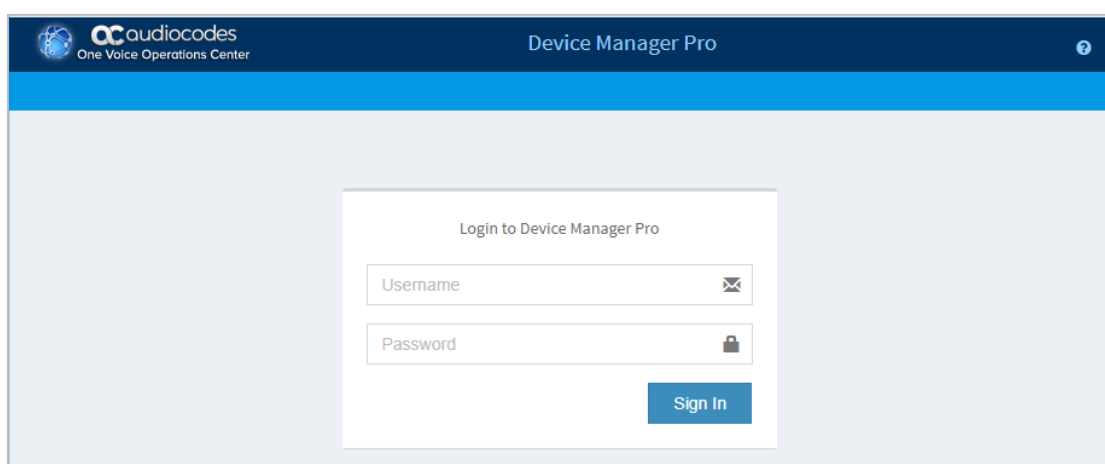 audiocodes
One Voice Operations Center
Device Manager Pro
?
Login to Device Manager Pro
Username
Password
Sign In